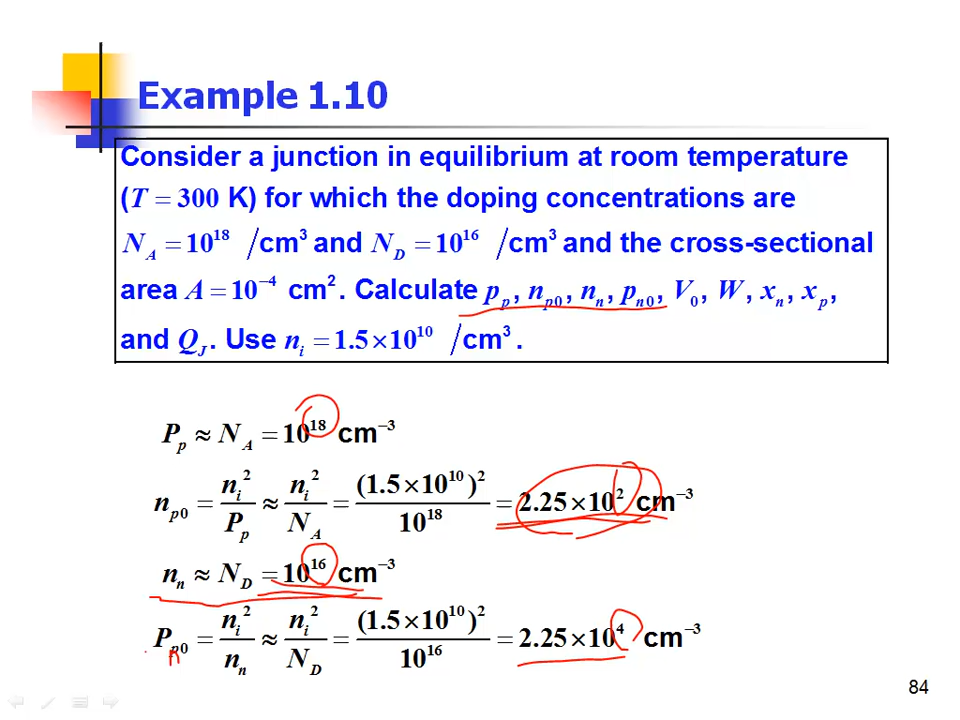 Example 1.10
Consider a junction in equilibrium at room temperature
(T = 300 K) for which the doping concentrations are
N_A = 10^18 /cm^3 and N_D = 10^16 /cm^3 and the cross-sectional
area A = 10^−4 cm^2. Calculate p_p, n_p0, n_n, p_n0, V_0, W, x_n, x_p,
and Q_J. Use n_i = 1.5×10^10 /cm^3.
P_p ≈ N_A = 10^18 cm^−3
n_p0 = n_i^2/P_p ≈ n_i^2/N_A = (1.5×10^10)^2/10^18 = 2.25×10^2 cm^−3
n_n ≈ N_D = 10^16 cm^−3
P_p0 = n_i^2/n_n ≈ n_i^2/N_D = (1.5×10^10)^2/10^16 = 2.25×10^4 cm^−3
n
84